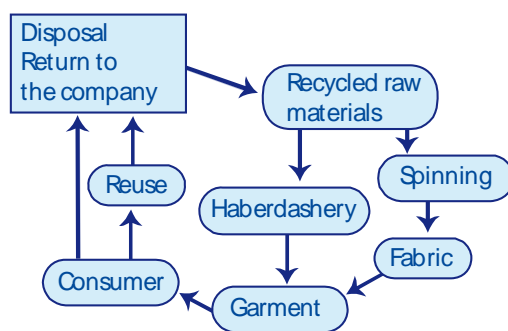 Disposal
Return to
the company
Recycled raw
materials
Reuse
Spinning
Haberdashery
Fabric
Consumer
Garment